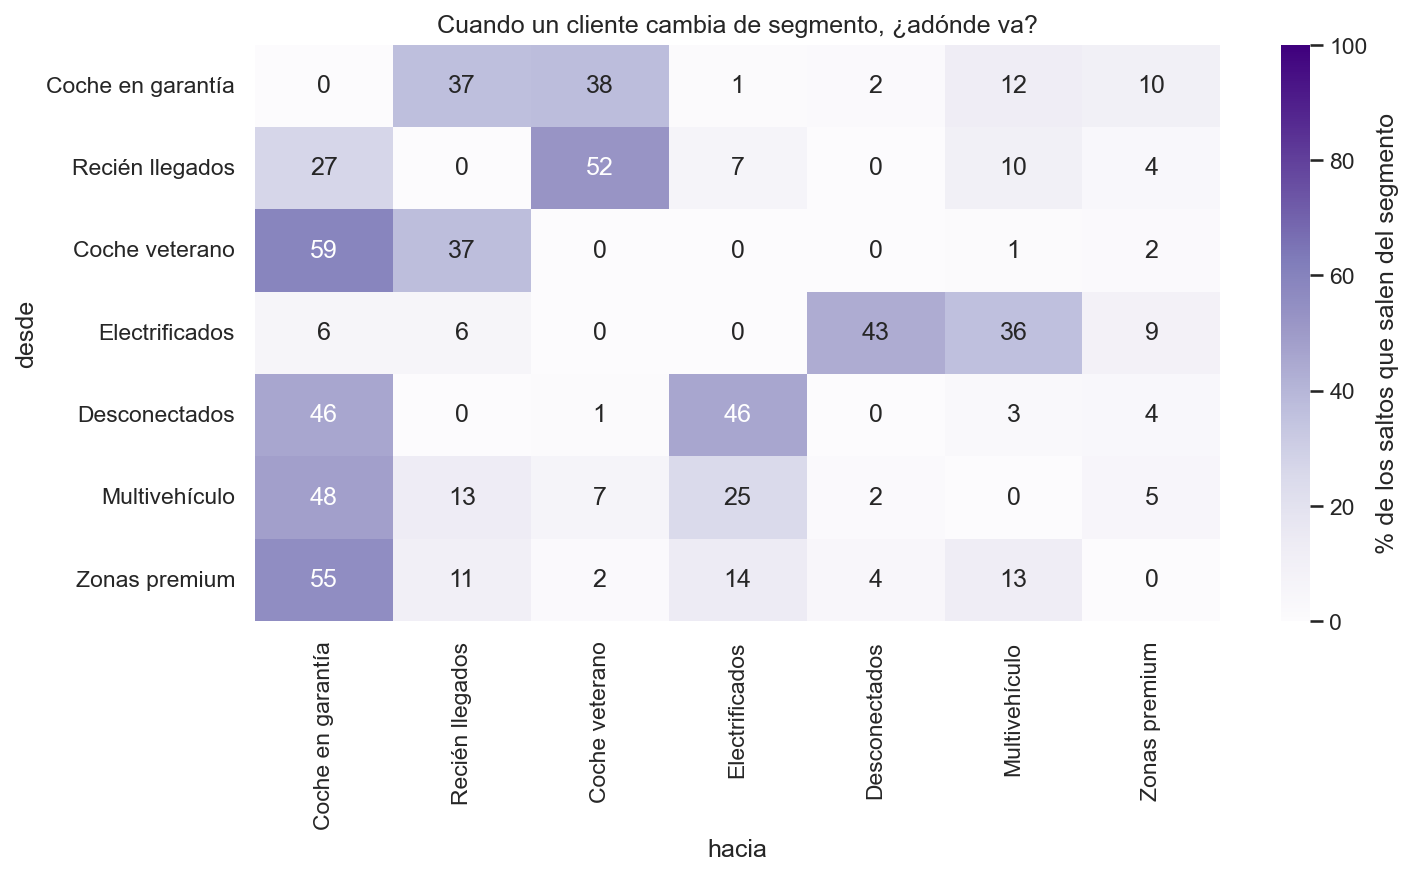 Cuando un cliente cambia de segmento, ¿adónde va?
Coche en garantía 0 37 38 1 2 12 10
Recién llegados 27 0 52 7 0 10 4
Coche veterano 59 37 0 0 0 1 2
Electrificados 6 6 0 0 43 36 9
Desconectados 46 0 1 46 0 3 4
Multivehículo 48 13 7 25 2 0 5
Zonas premium 55 11 2 14 4 13 0
desde
Coche en garantía
Recién llegados
Coche veterano
Electrificados
Desconectados
Multivehículo
Zonas premium
hacia
100
80
60
40
20
0
% de los saltos que salen del segmento